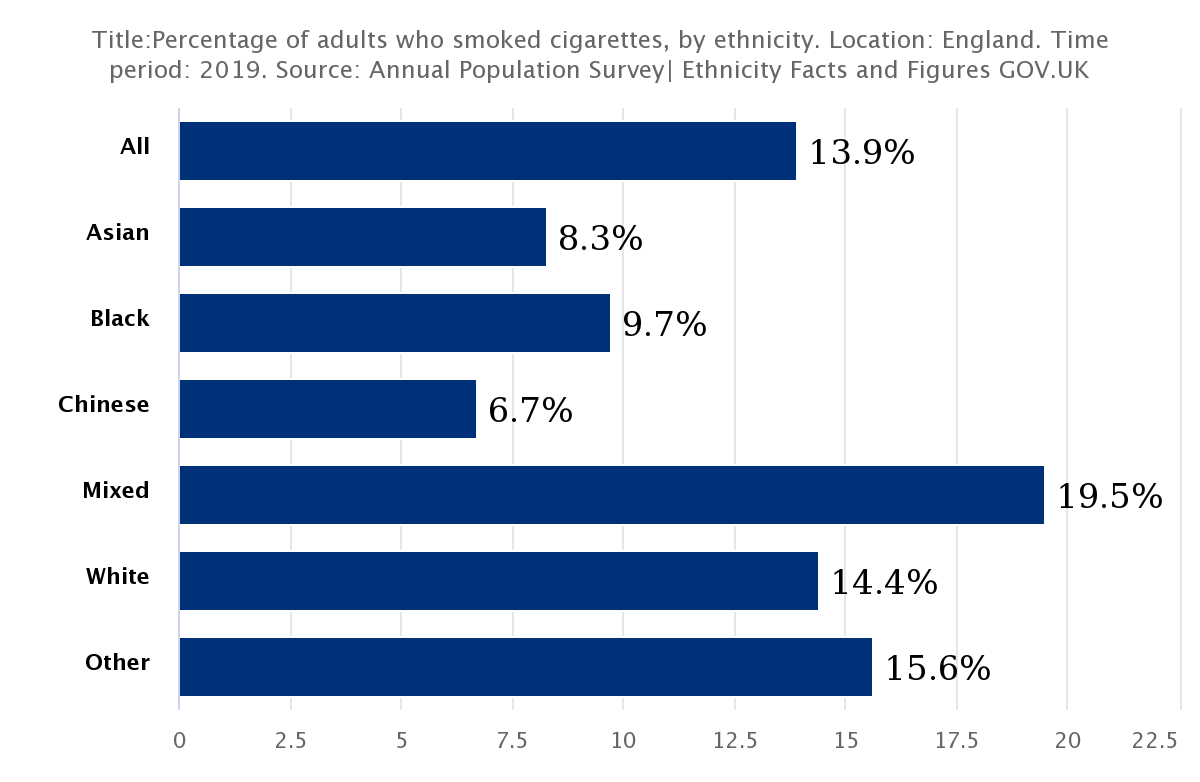 Title:Percentage of adults who smoked cigarettes, by ethnicity. Location: England. Time
period: 2019. Source: Annual Population Survey| Ethnicity Facts and Figures GOV.UK
All 13.9%
Asian 8.3%
Black 9.7%
Chinese 6.7%
Mixed 19.5%
White 14.4%
Other 15.6%
0 2.5 5 7.5 10 12.5 15 17.5 20 22.5